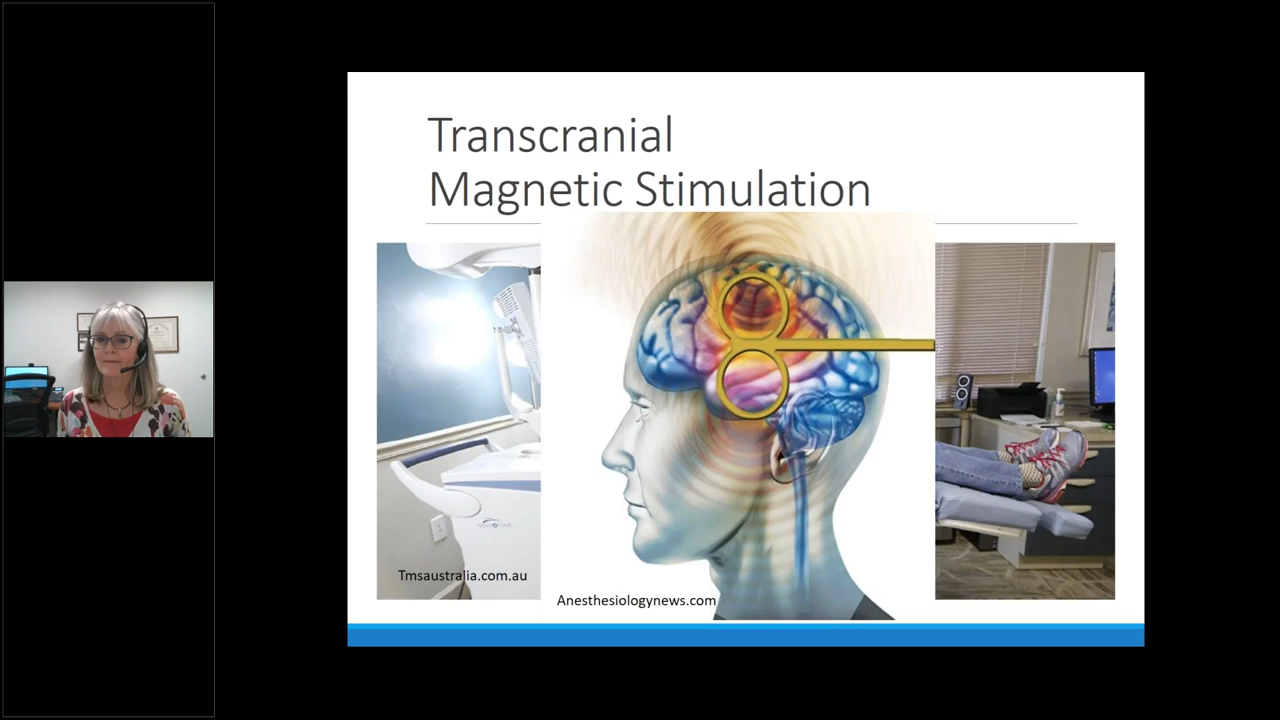 Transcranial
Magnetic Stimulation
Tmsaustralia.com.au
Anesthesiologynews.com